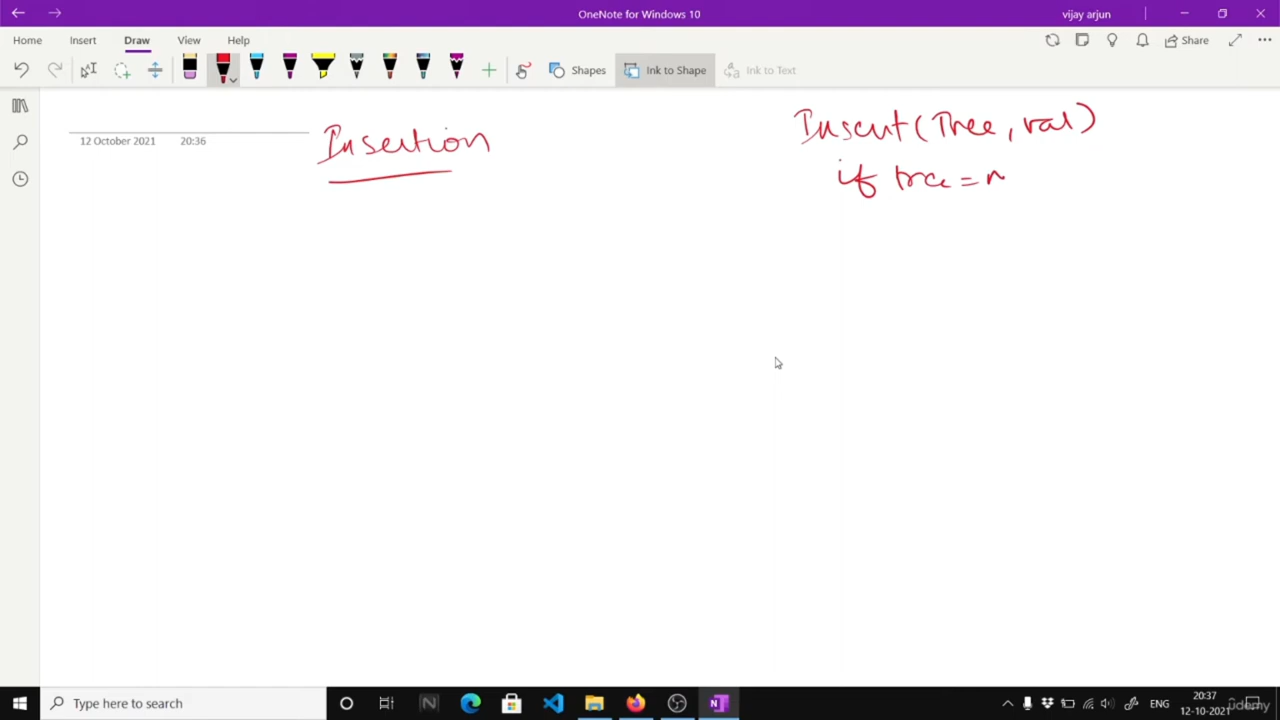 OneNote for Windows 10
vijay arjun
Home Insert Draw View Help
Share
Shapes Ink to Shape Ink to Text
12 October 2021 20:36
Insertion
Insert(Tree, val)
if tree = n
Type here to search
ENG
20:37
12-10-2021
ûdemy